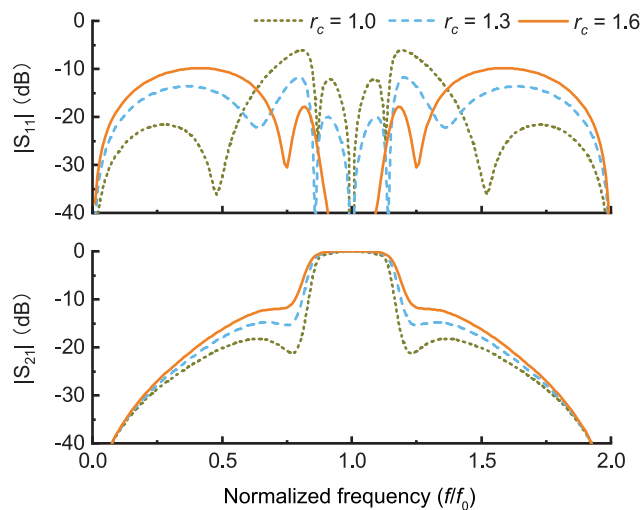 r_c = 1.0 r_c = 1.3 r_c = 1.6
0
-10
-20
-30
-40
|S₁₁| (dB)
0
-10
-20
-30
-40
|S₂₁| (dB)
0.0 0.5 1.0 1.5 2.0
Normalized frequency (f/f₀)